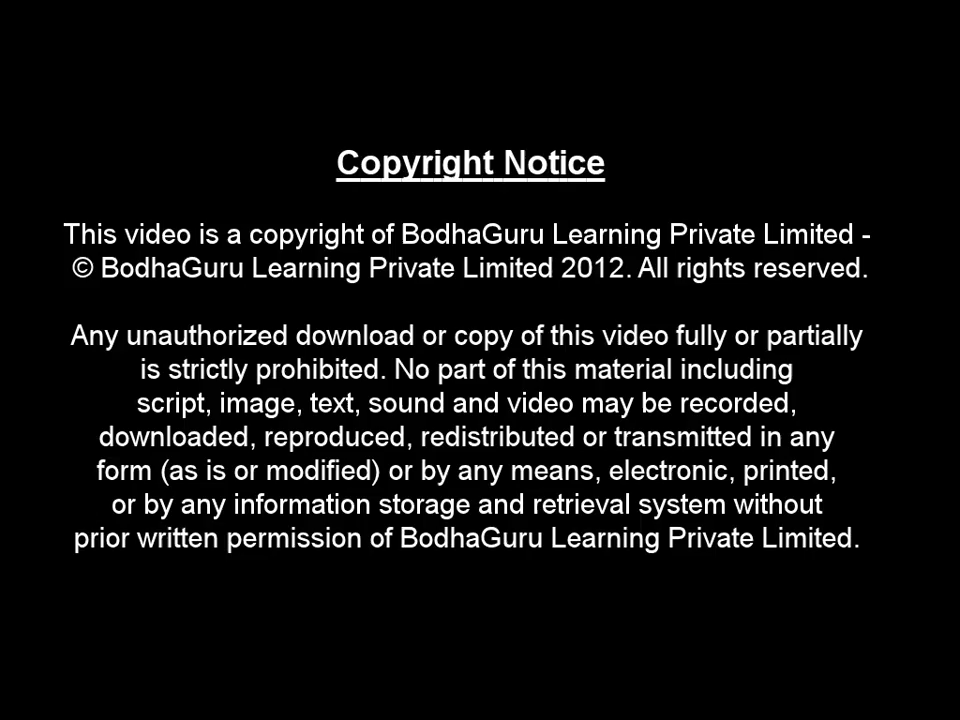 Copyright Notice
This video is a copyright of BodhaGuru Learning Private Limited -
© BodhaGuru Learning Private Limited 2012. All rights reserved.
Any unauthorized download or copy of this video fully or partially
is strictly prohibited. No part of this material including
script, image, text, sound and video may be recorded,
downloaded, reproduced, redistributed or transmitted in any
form (as is or modified) or by any means, electronic, printed,
or by any information storage and retrieval system without
prior written permission of BodhaGuru Learning Private Limited.